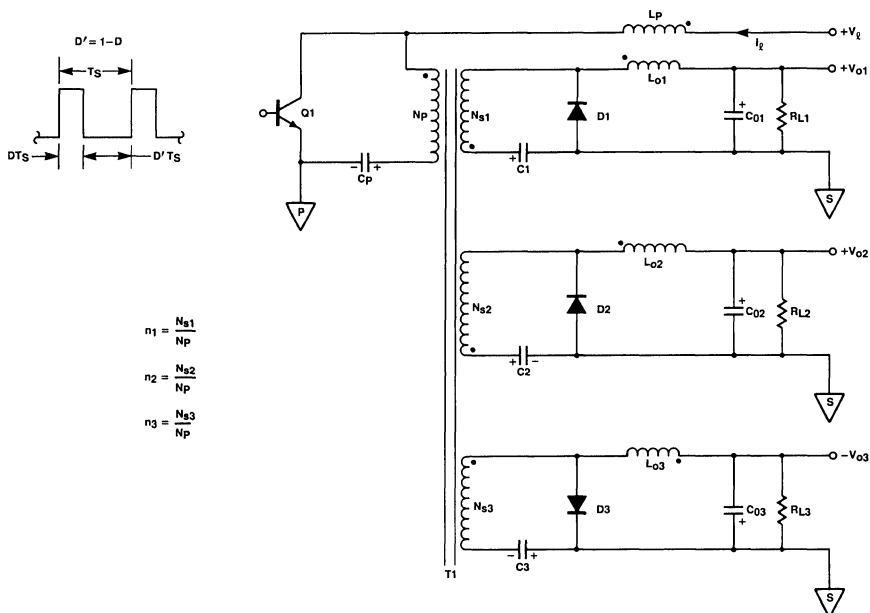 D' = 1-D
TS
DTS
D'TS
Q1
P
- +
CP
NP
LP
iℓ
+Vℓ
Ns1
D1
Lo1
+
C1
+
C01
RL1
+Vo1
S
Ns2
D2
Lo2
+ -
C2
+
C02
RL2
+Vo2
S
Ns3
D3
Lo3
- +
C3
C03
+
RL3
-Vo3
S
T1
n1 = Ns1/NP
n2 = Ns2/NP
n3 = Ns3/NP